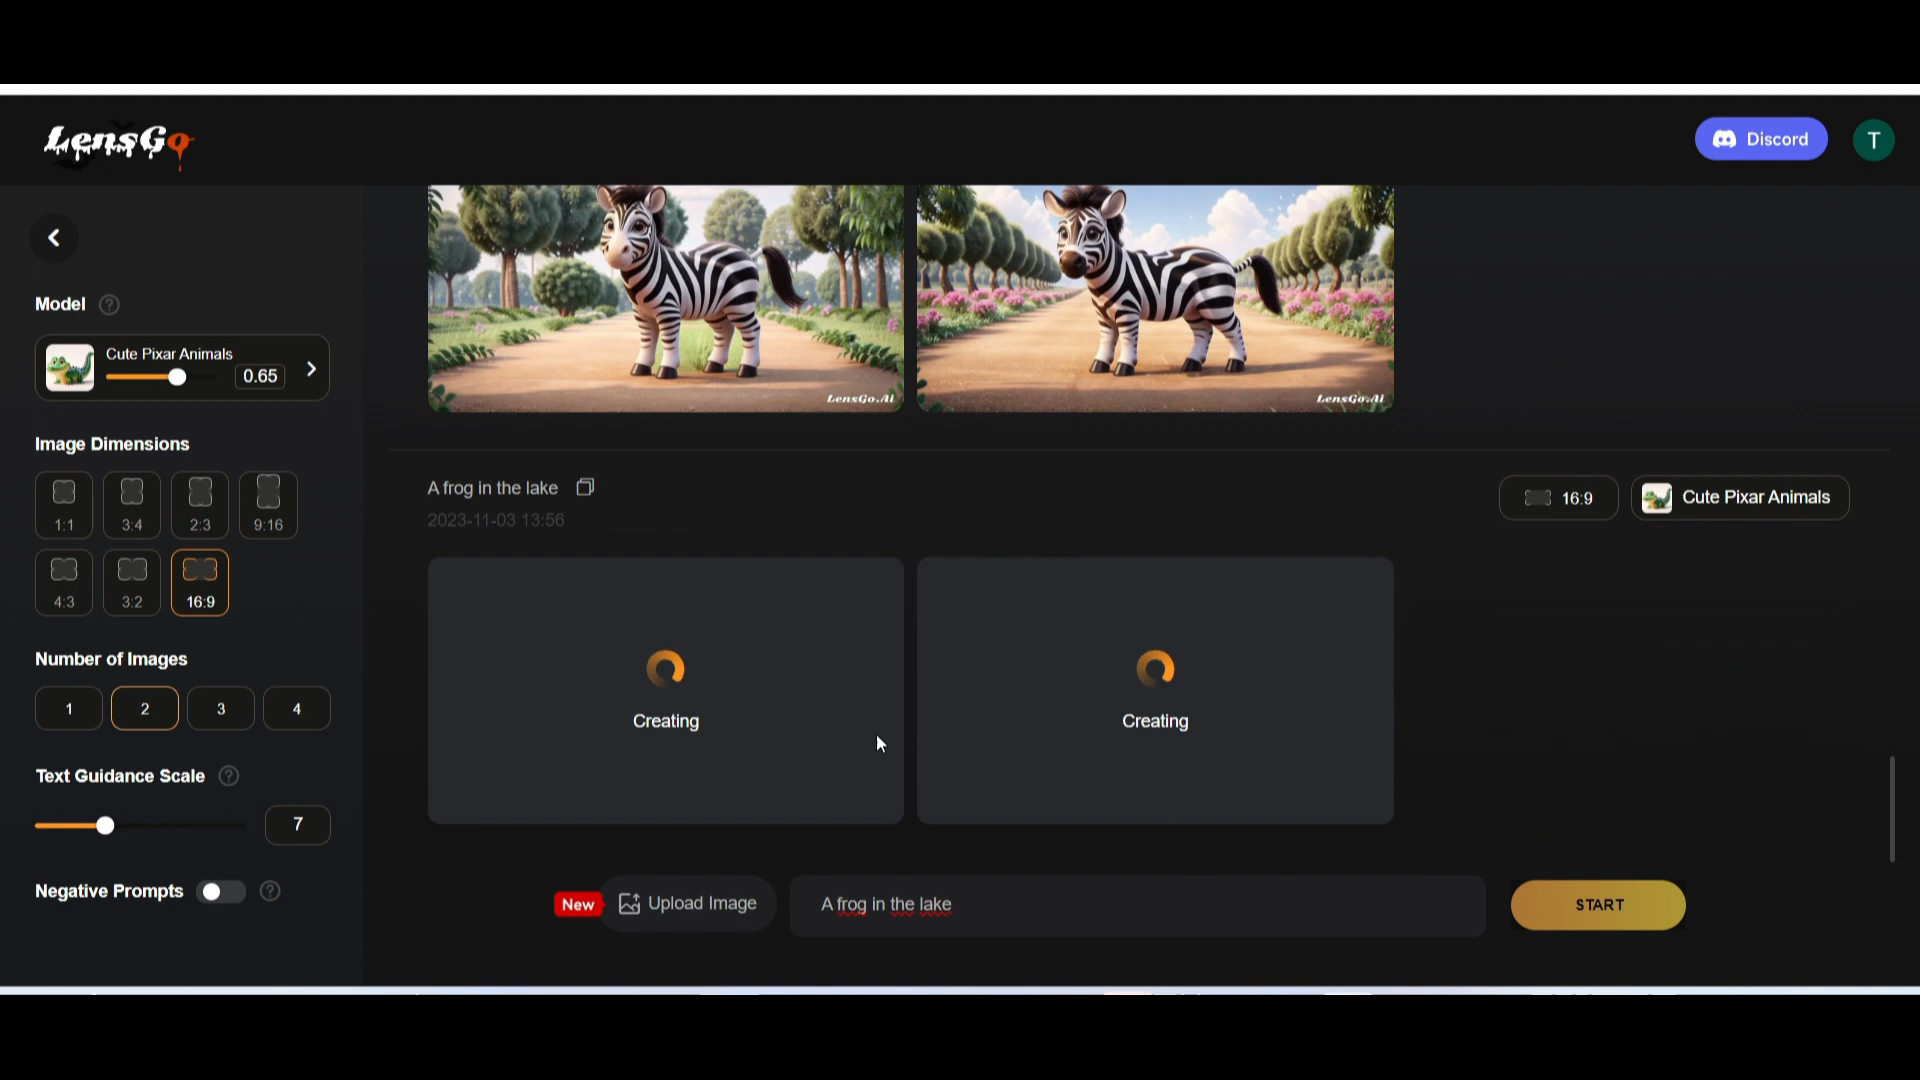 LensGo
Discord
T
Model ?
Cute Pixar Animals
0.65
Image Dimensions
1:1
3:4
2:3
9:16
4:3
3:2
16:9
Number of Images
1
2
3
4
Text Guidance Scale ?
7
Negative Prompts ?
LensGo.Ai
LensGo.Ai
A frog in the lake
2023-11-03 13:56
16:9
Cute Pixar Animals
Creating
Creating
New
Upload Image
A frog in the lake
START